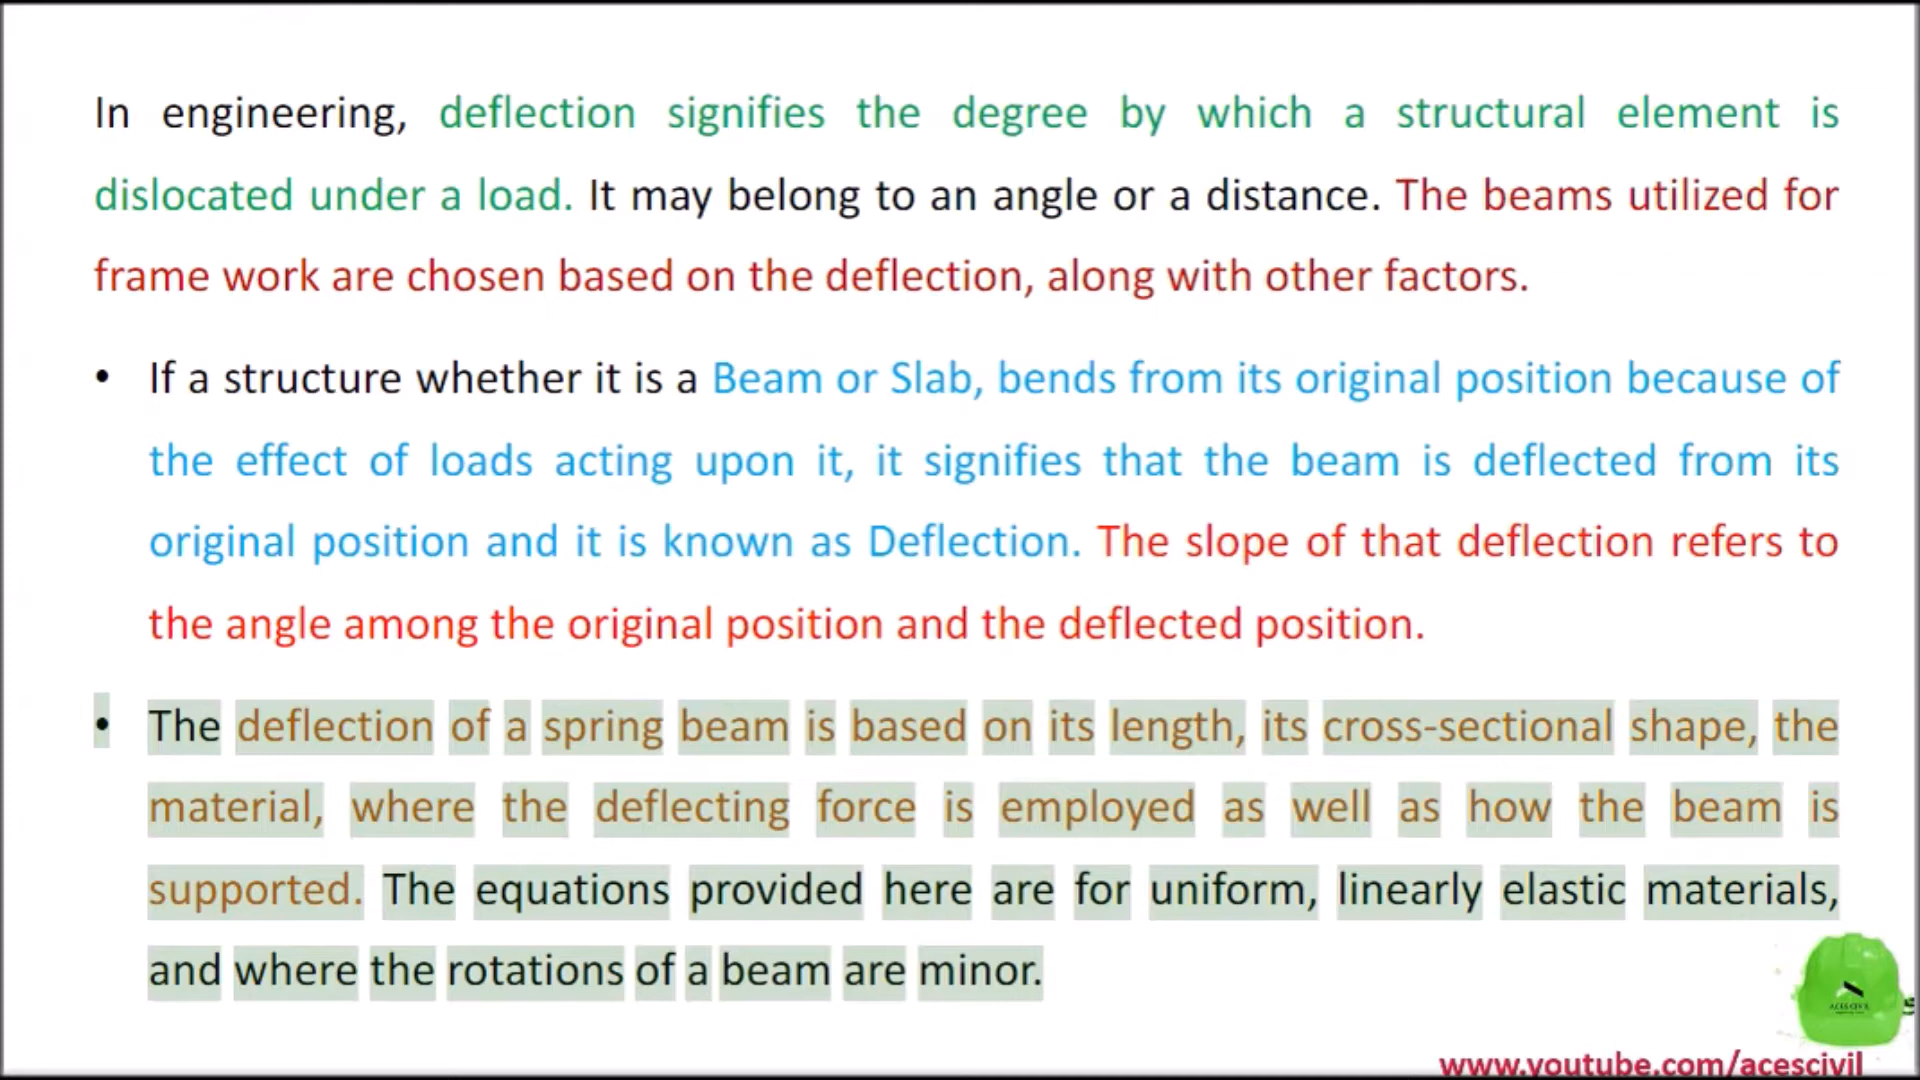 In engineering, deflection signifies the degree by which a structural element is
dislocated under a load. It may belong to an angle or a distance. The beams utilized for
frame work are chosen based on the deflection, along with other factors.
• If a structure whether it is a Beam or Slab, bends from its original position because of
the effect of loads acting upon it, it signifies that the beam is deflected from its
original position and it is known as Deflection. The slope of that deflection refers to
the angle among the original position and the deflected position.
• The deflection of a spring beam is based on its length, its cross-sectional shape, the
material, where the deflecting force is employed as well as how the beam is
supported. The equations provided here are for uniform, linearly elastic materials,
and where the rotations of a beam are minor.
ACES CIVIL
www.youtube.com/acescivil